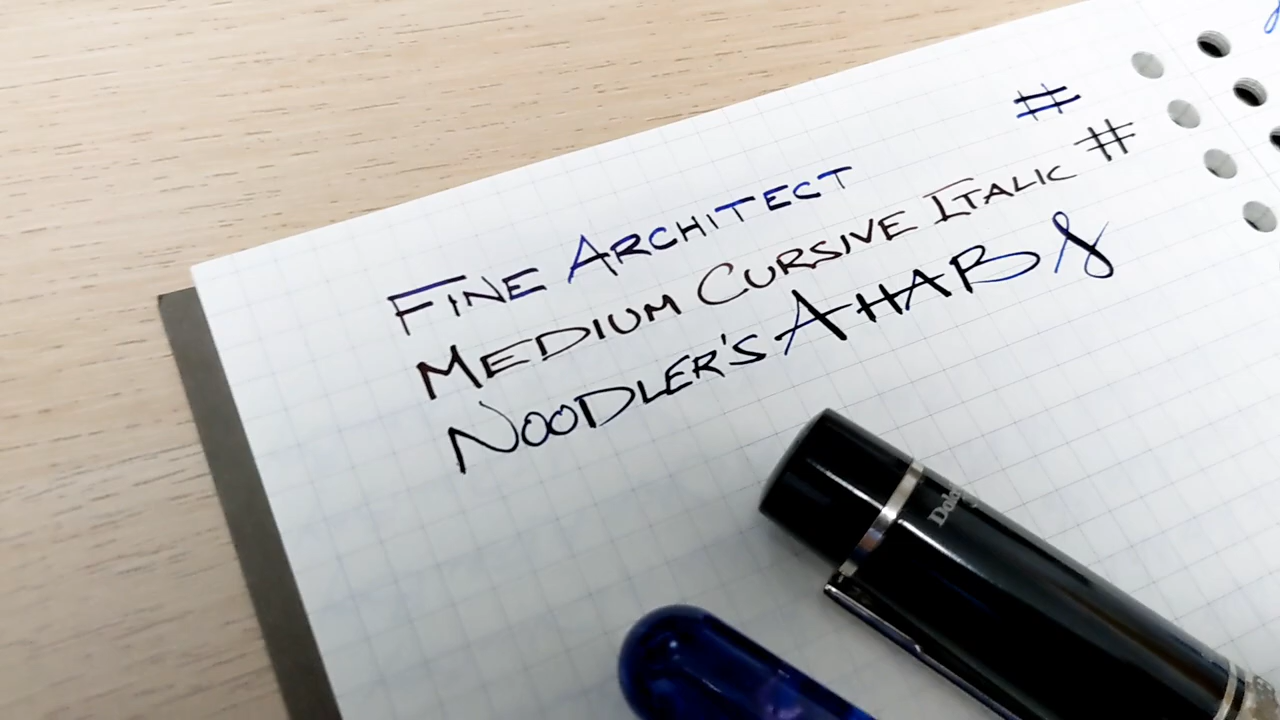 FINE ARCHITECT #
MEDIUM CURSIVE ITALIC #
NOODLER'S AHAB 8